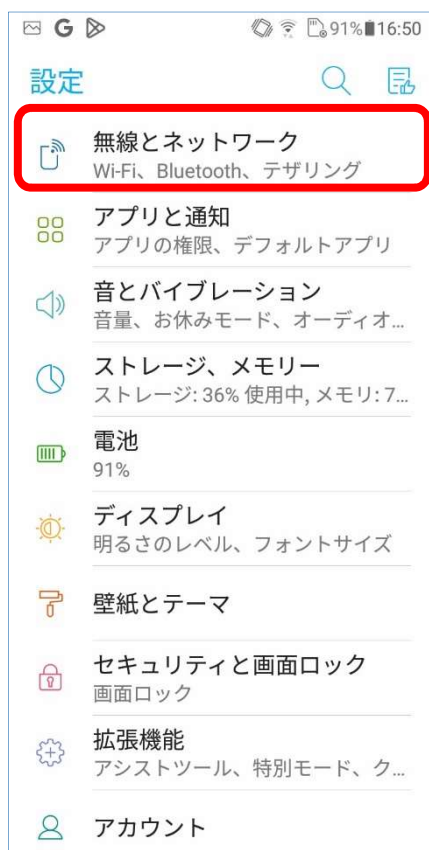 G 91% 16:50
設定
無線とネットワーク
Wi-Fi、Bluetooth、テザリング
アプリと通知
アプリの権限、デフォルトアプリ
音とバイブレーション
音量、お休みモード、オーディオ...
ストレージ、メモリー
ストレージ: 36% 使用中, メモリ: 7...
電池
91%
ディスプレイ
明るさのレベル、フォントサイズ
壁紙とテーマ
セキュリティと画面ロック
画面ロック
拡張機能
アシストツール、特別モード、ク...
アカウント